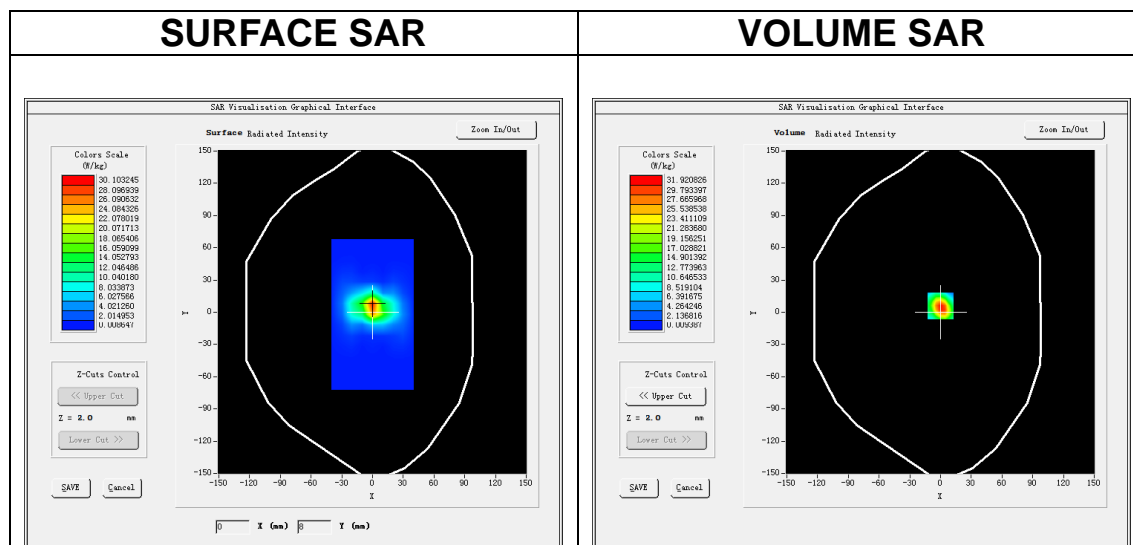 SURFACE SAR
VOLUME SAR
SAR Visualisation Graphical Interface
Surface Radiated Intensity
Zoom In/Out
Colors Scale
(W/kg)
30.103245
28.096939
26.090632
24.084326
22.078019
20.071713
18.065406
16.059099
14.052793
12.046486
10.040180
8.033873
6.027566
4.021260
2.014953
0.008647
Z-Cuts Control
<< Upper Cut
Z = 2.0 mm
Lower Cut >>
SAVE Cancel
150
120
90
60
30
0
-30
-60
-90
-120
-150
Y
-150 -120 -90 -60 -30 0 30 60 90 120 150
X
0 X (mm) 8 Y (mm)
SAR Visualisation Graphical Interface
Volume Radiated Intensity
Zoom In/Out
Colors Scale
(W/kg)
31.920826
29.793397
27.665968
25.538538
23.411109
21.283680
19.156251
17.028821
14.901392
12.773963
10.646533
8.519104
6.391675
4.264246
2.136816
0.009387
Z-Cuts Control
<< Upper Cut
Z = 2.0 mm
Lower Cut >>
SAVE Cancel
150
120
90
60
30
0
-30
-60
-90
-120
-150
Y
-150 -120 -90 -60 -30 0 30 60 90 120 150
X